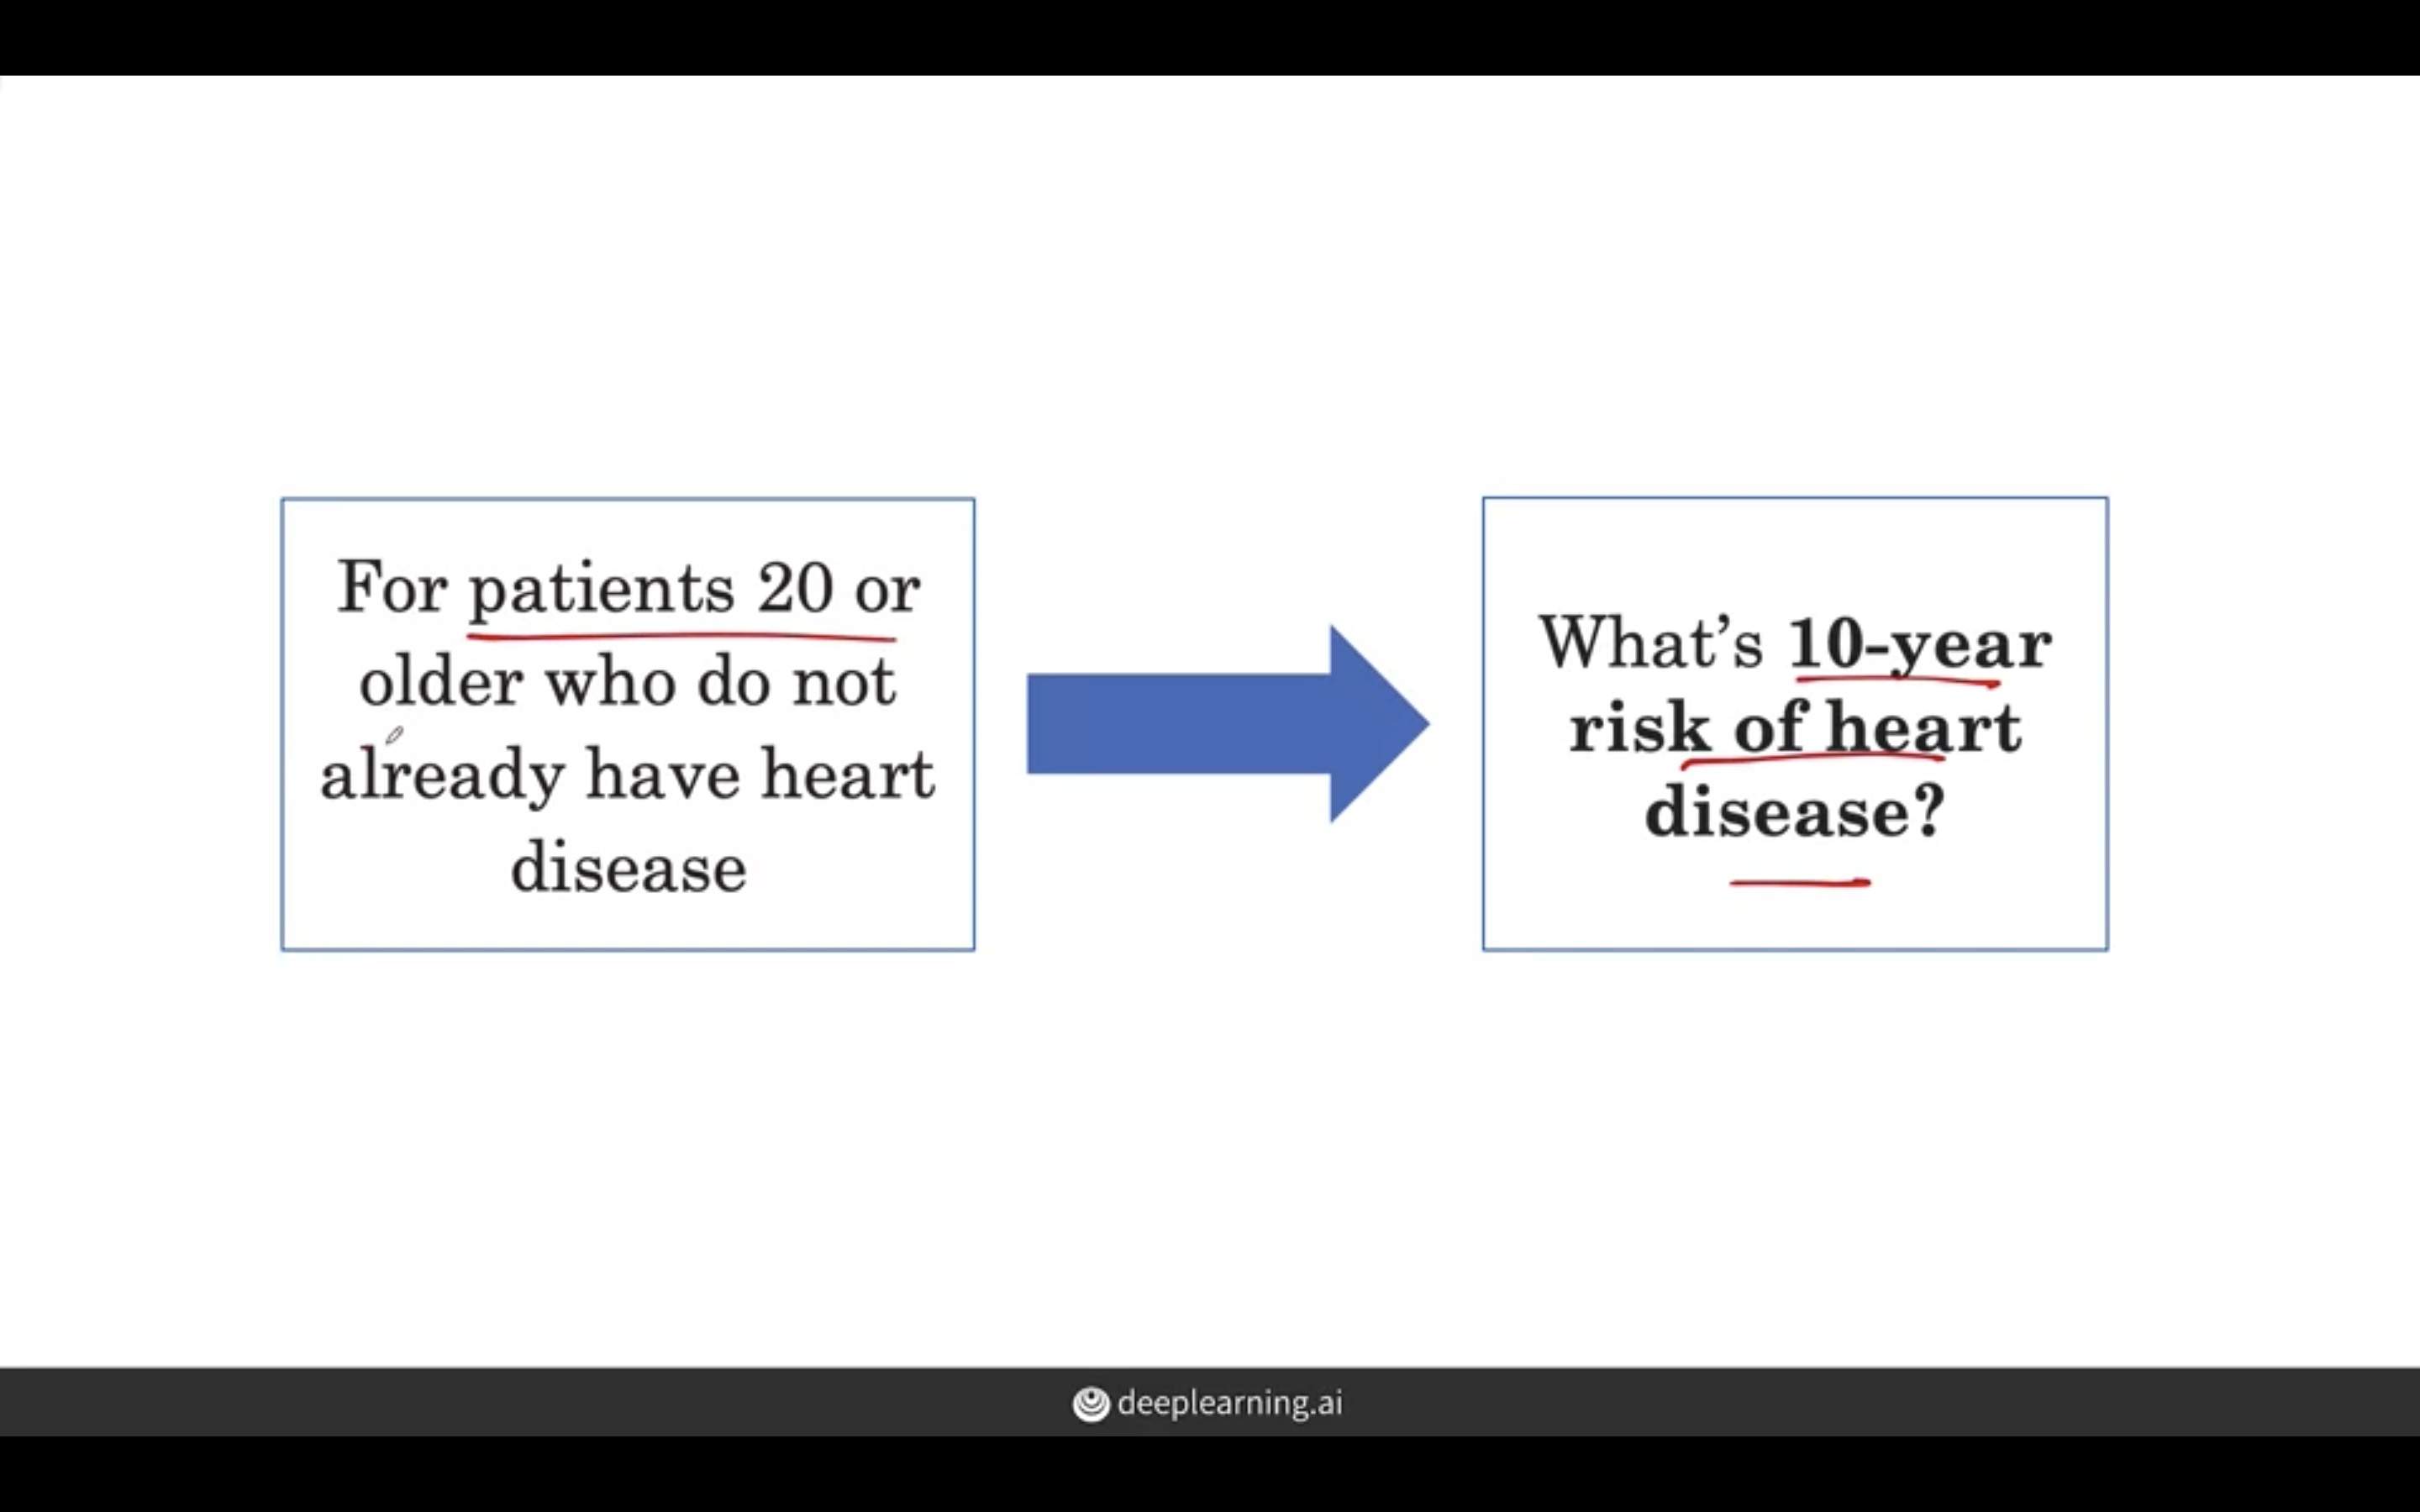 For patients 20 or
older who do not
already have heart
disease
What's 10-year
risk of heart
disease?
deeplearning.ai